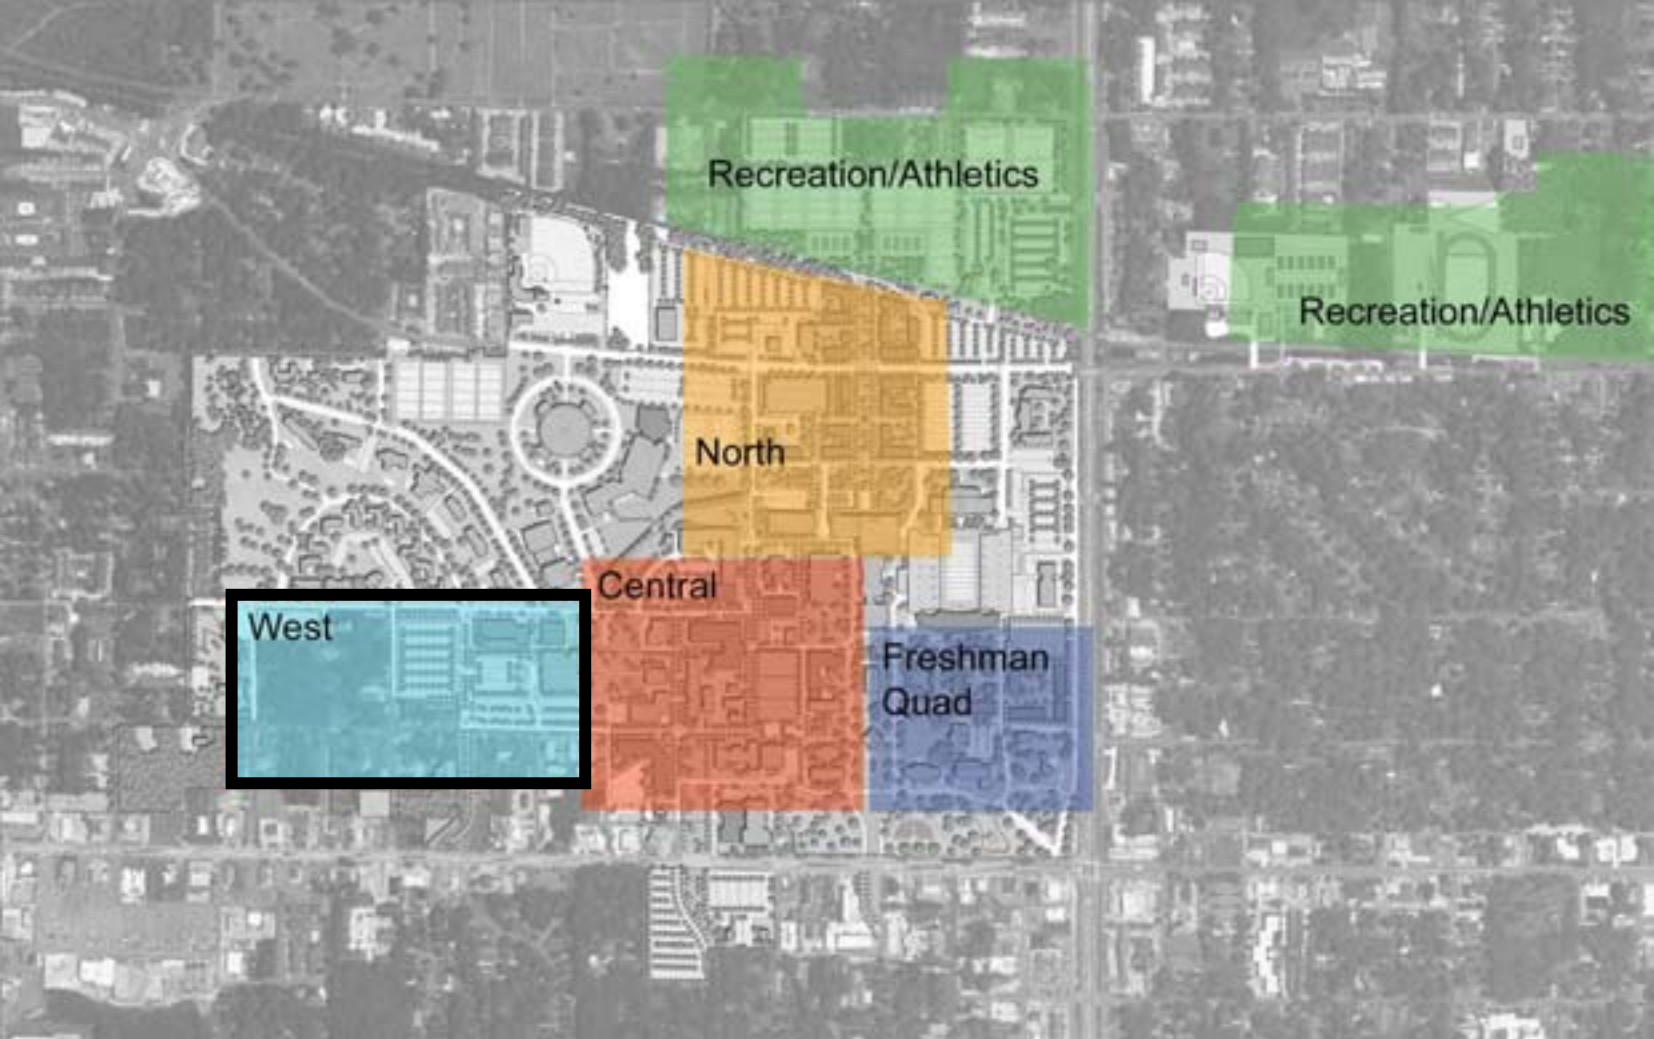 Recreation/Athletics
Recreation/Athletics
North
Central
West
Freshman
Quad